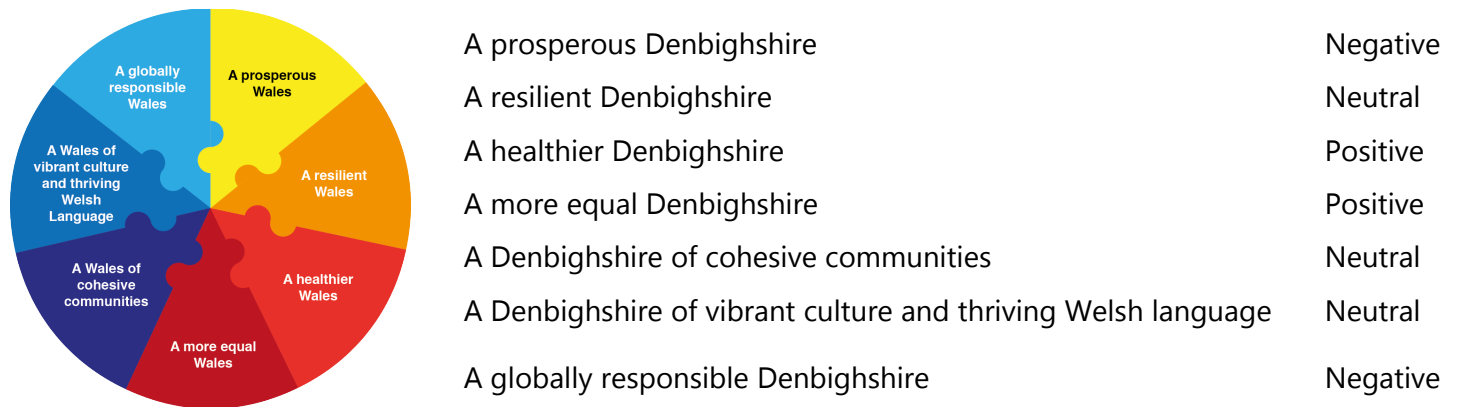 A globally
responsible
Wales
A prosperous
Wales
A Wales of
vibrant culture
and thriving
Welsh
Language
A resilient
Wales
A Wales of
cohesive
communities
A healthier
Wales
A more equal
Wales
A prosperous Denbighshire Negative
A resilient Denbighshire Neutral
A healthier Denbighshire Positive
A more equal Denbighshire Positive
A Denbighshire of cohesive communities Neutral
A Denbighshire of vibrant culture and thriving Welsh language Neutral
A globally responsible Denbighshire Negative